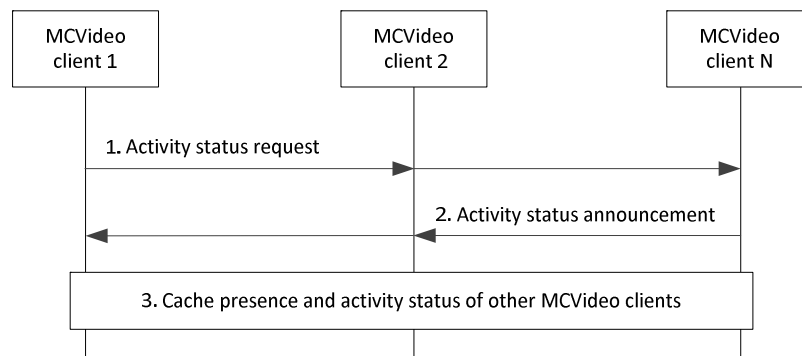 MCVideo
client 1
MCVideo
client 2
MCVideo
client N
1. Activity status request
2. Activity status announcement
3. Cache presence and activity status of other MCVideo clients